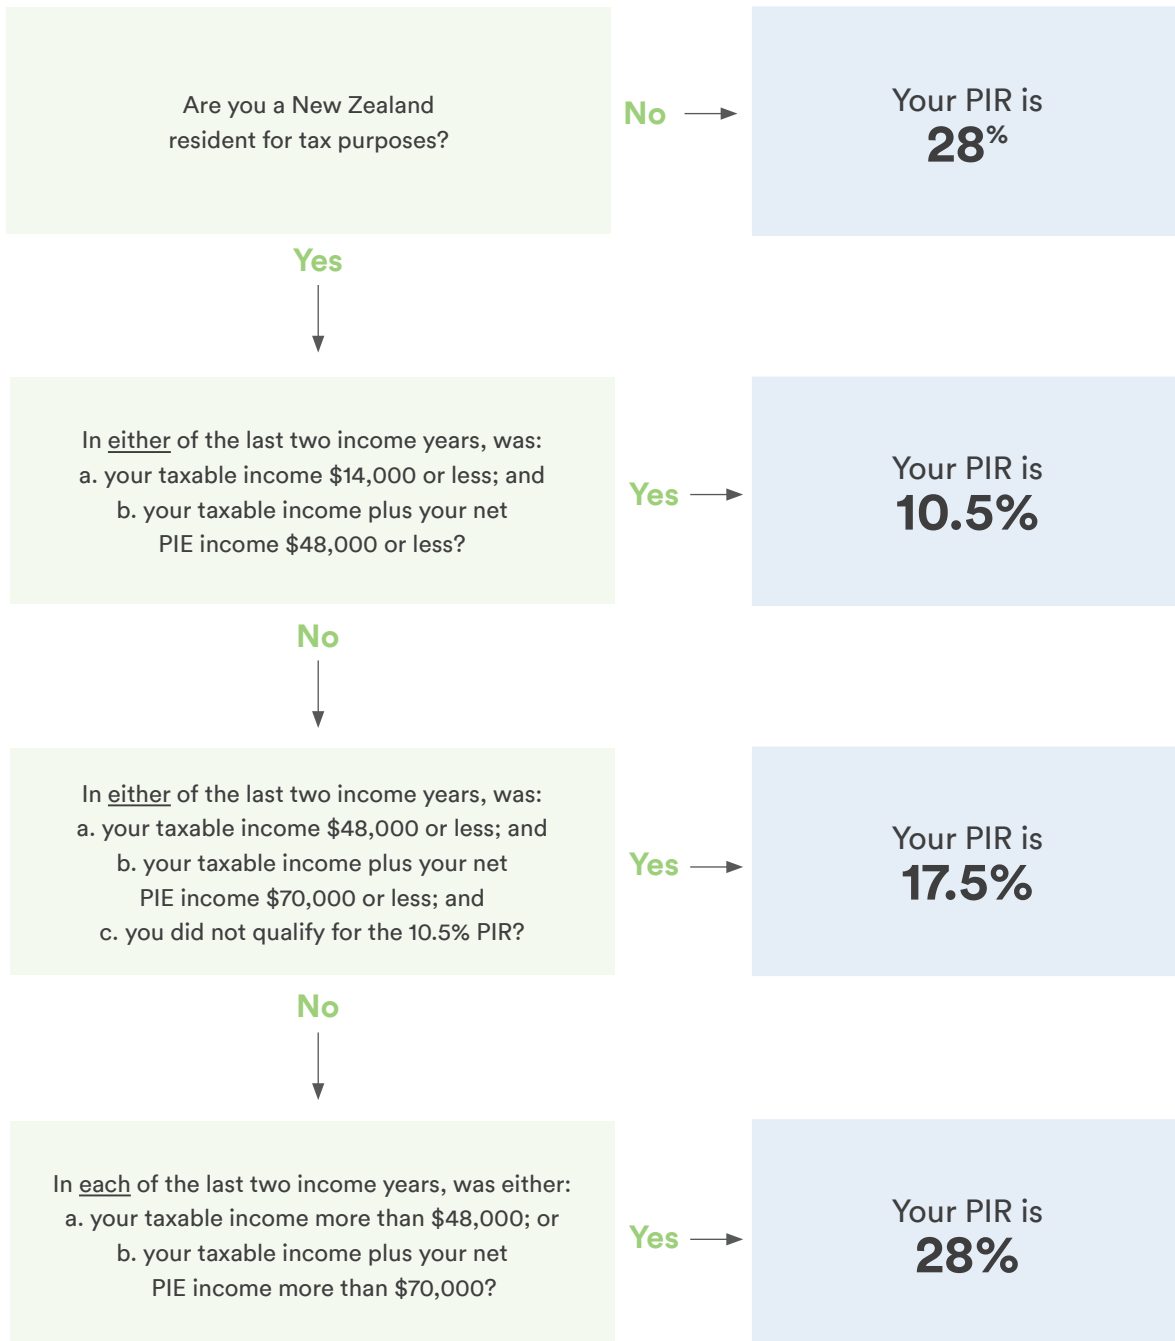 Are you a New Zealand
resident for tax purposes?
No
Your PIR is
28%
Yes
In either of the last two income years, was:
a. your taxable income $14,000 or less; and
b. your taxable income plus your net
PIE income $48,000 or less?
Yes
Your PIR is
10.5%
No
In either of the last two income years, was:
a. your taxable income $48,000 or less; and
b. your taxable income plus your net
PIE income $70,000 or less; and
c. you did not qualify for the 10.5% PIR?
Yes
Your PIR is
17.5%
No
In each of the last two income years, was either:
a. your taxable income more than $48,000; or
b. your taxable income plus your net
PIE income more than $70,000?
Yes
Your PIR is
28%